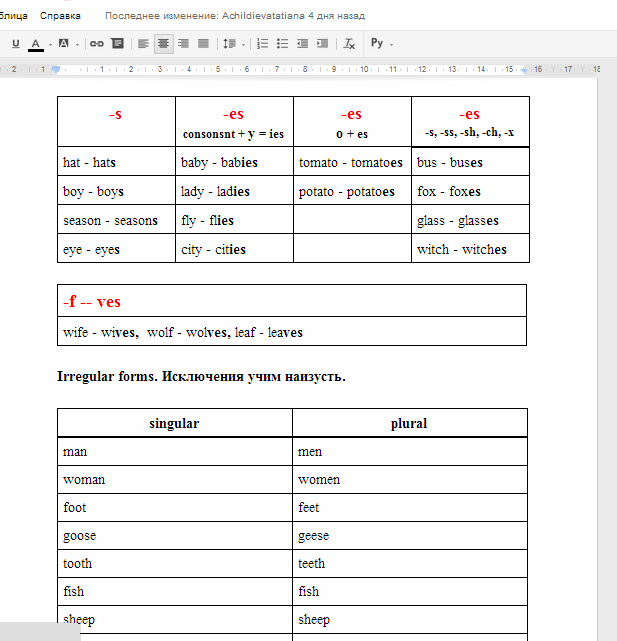 блица Справка Последнее изменение: Achildievatatiana 4 дня назад
U A A Py
2 1 1 2 3 4 5 6 7 8 9 10 11 12 13 14 15 16 17 18
-s -es -es -es
consonsnt + y = ies o + es -s, -ss, -sh, -ch, -x
hat - hats baby - babies tomato - tomatoes bus - buses
boy - boys lady - ladies potato - potatoes fox - foxes
season - seasons fly - flies glass - glasses
eye - eyes city - cities witch - witches
-f -- ves
wife - wives, wolf - wolves, leaf - leaves
Irregular forms. Исключения учим наизусть.
singular plural
man men
woman women
foot feet
goose geese
tooth teeth
fish fish
sheep sheep